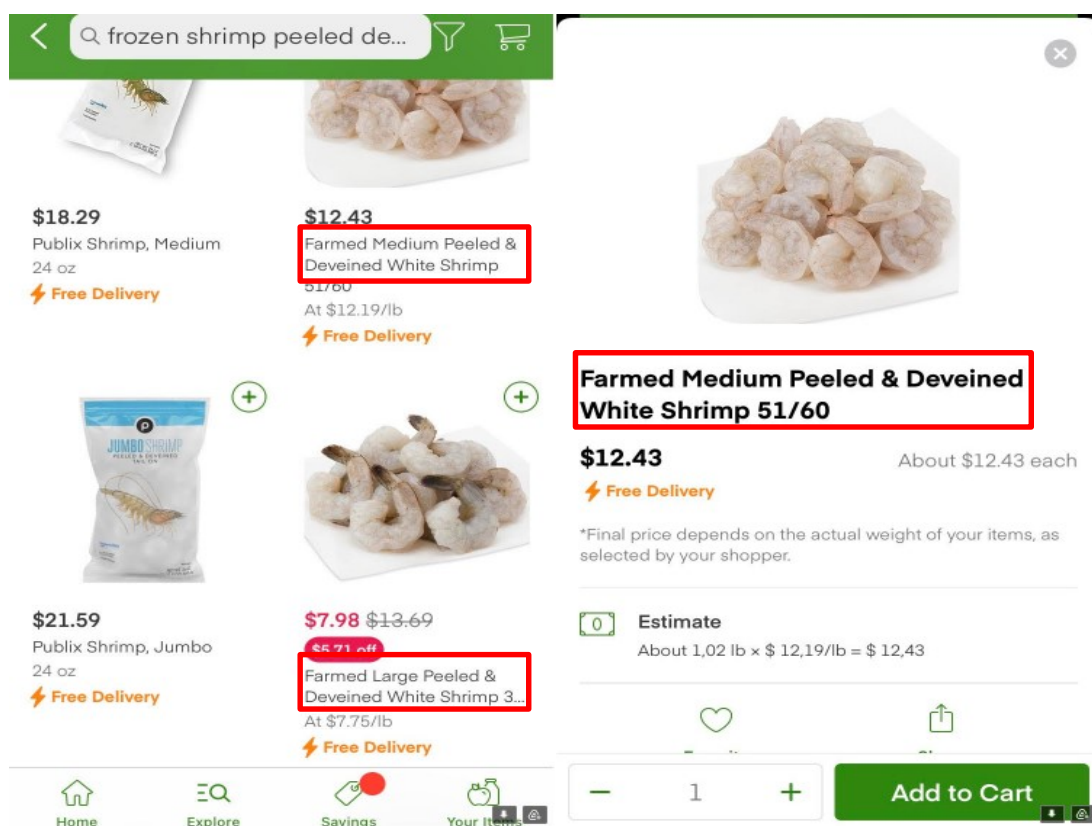 frozen shrimp peeled de...
$18.29
Publix Shrimp, Medium
24 oz
Free Delivery
$12.43
Farmed Medium Peeled &
Deveined White Shrimp
51/60
At $12.19/lb
Free Delivery
JUMBO SHRIMP
PEELED & DEVEINED
TAIL ON
$21.59
Publix Shrimp, Jumbo
24 oz
Free Delivery
$7.98 $13.69
$5.71 off
Farmed Large Peeled &
Deveined White Shrimp 3...
At $7.75/lb
Free Delivery
Home
Explore
Savings
Your Items
Farmed Medium Peeled & Deveined
White Shrimp 51/60
$12.43
About $12.43 each
Free Delivery
*Final price depends on the actual weight of your items, as
selected by your shopper.
0
Estimate
About 1,02 lb × $ 12,19/lb = $ 12,43
1
Add to Cart